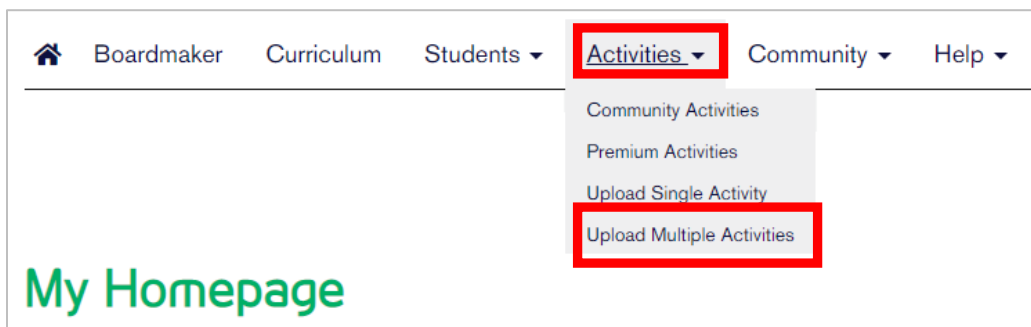 Boardmaker Curriculum Students Activities Community Help
Community Activities
Premium Activities
Upload Single Activity
Upload Multiple Activities
My Homepage